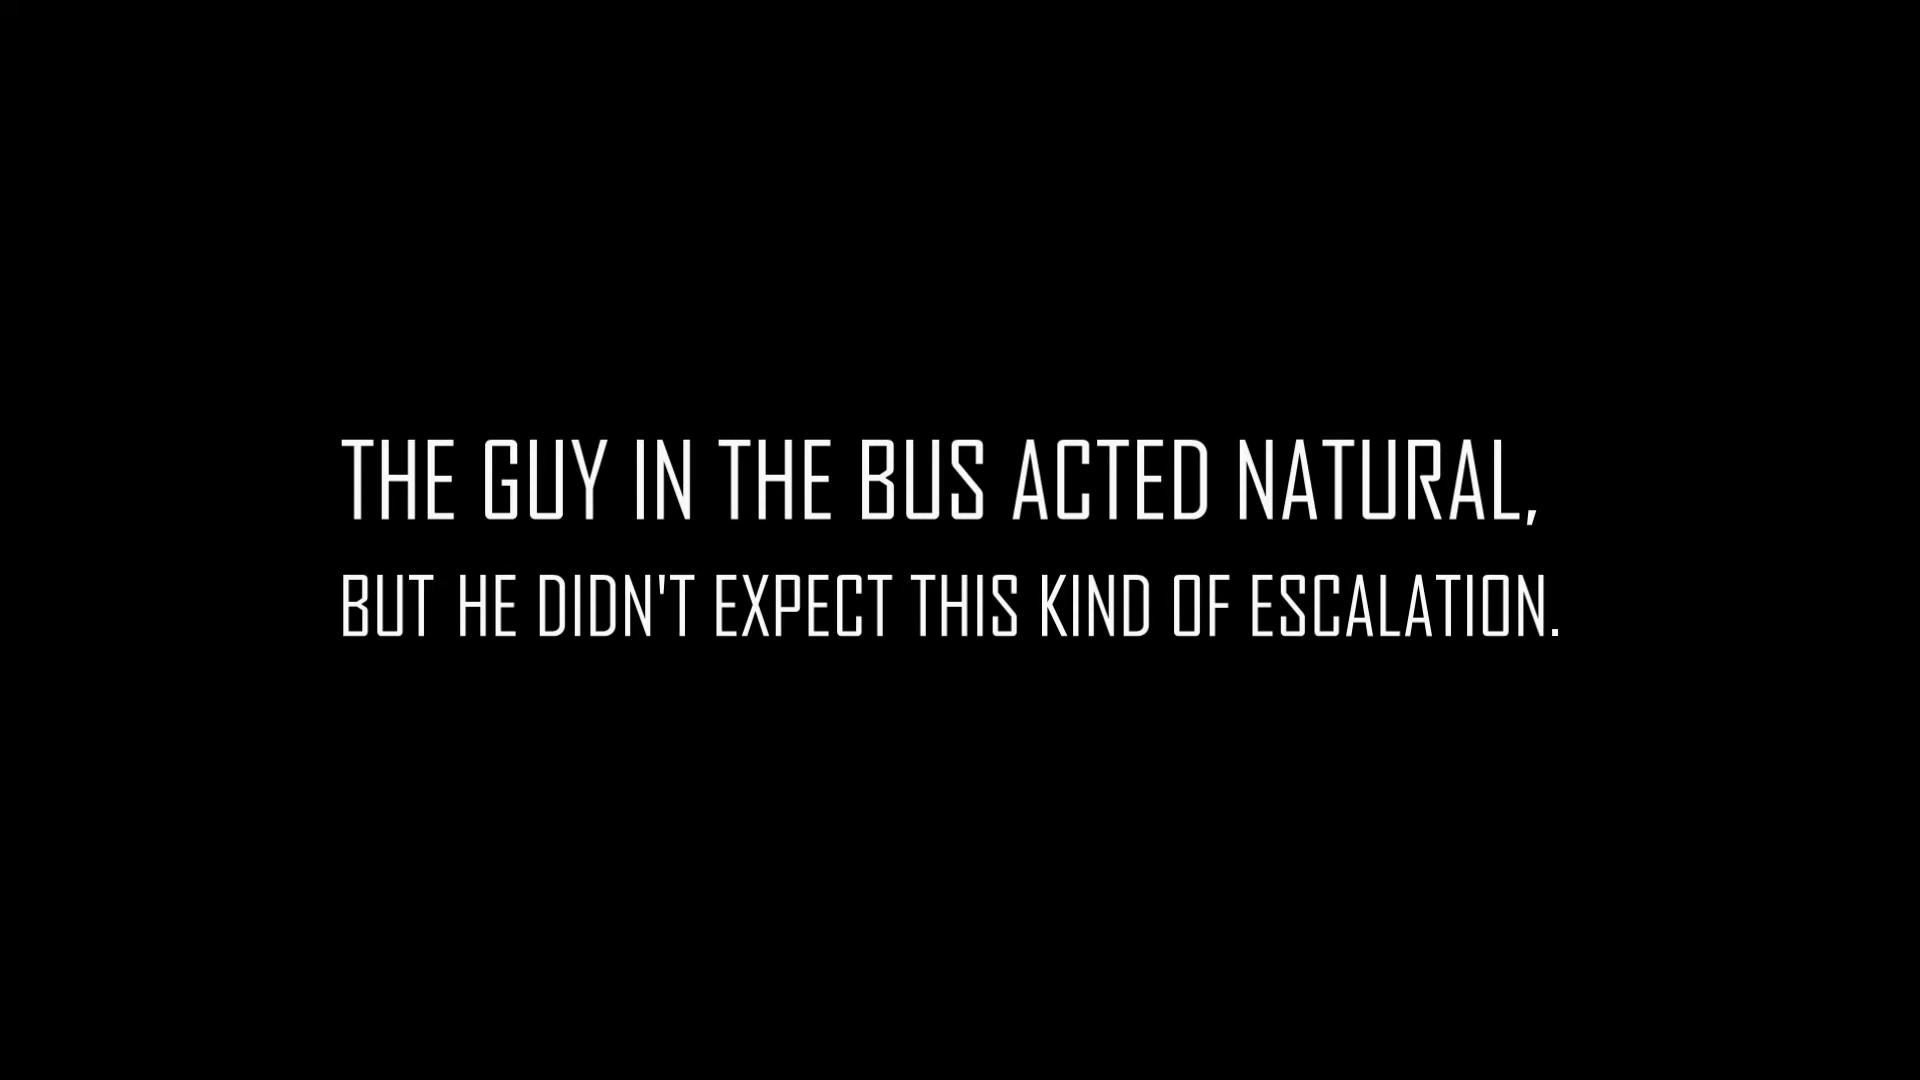 THE GUY IN THE BUS ACTED NATURAL,
BUT HE DIDN'T EXPECT THIS KIND OF ESCALATION.